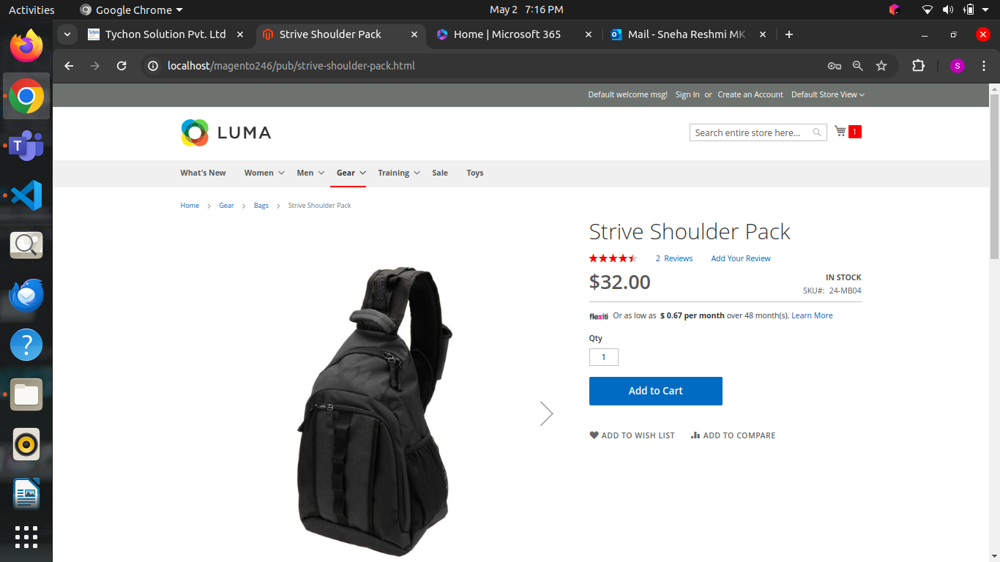 Activities Google Chrome May 2 7:16 PM
Tychon Solution Pvt. Ltd Strive Shoulder Pack Home | Microsoft 365 Mail - Sneha Reshmi MK
localhost/magento246/pub/strive-shoulder-pack.html S
Default welcome msg! Sign In or Create an Account Default Store View
LUMA Search entire store here... 1
What's New Women Men Gear Training Sale Toys
Home Gear Bags Strive Shoulder Pack
Strive Shoulder Pack
2 Reviews Add Your Review
$32.00 IN STOCK
SKU#: 24-MB04
flexiti Or as low as $ 0.67 per month over 48 month(s). Learn More
Qty
1
Add to Cart
ADD TO WISH LIST ADD TO COMPARE